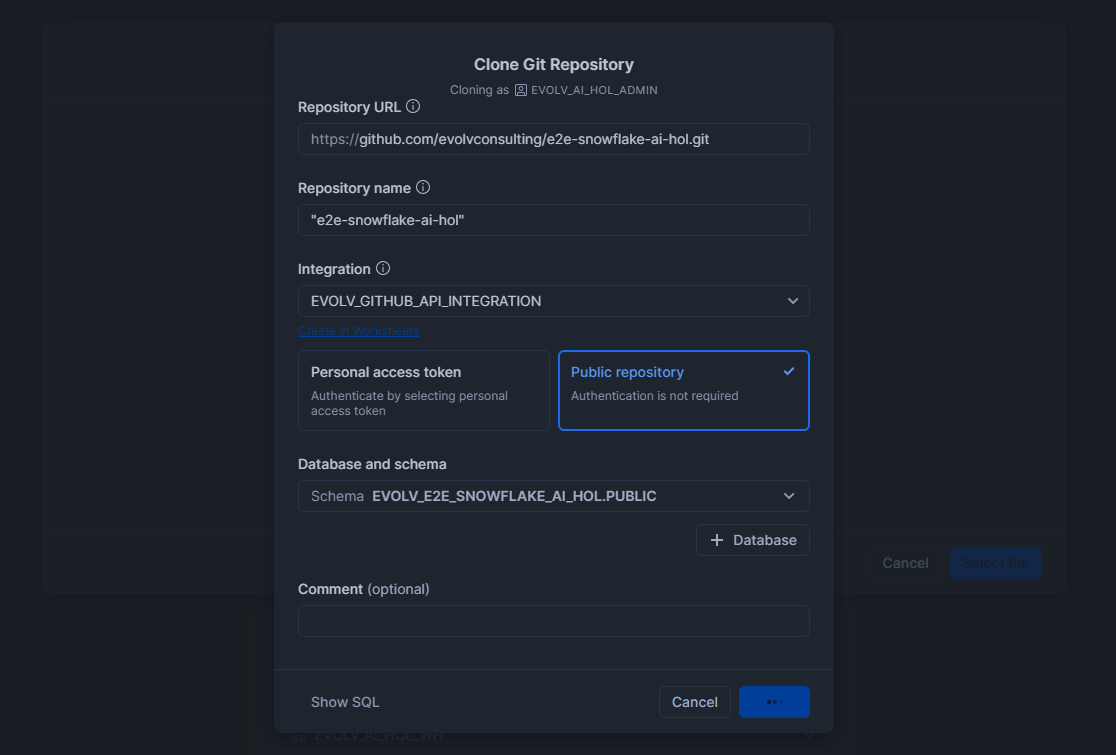 Clone Git Repository
Cloning as EVOLV_AI_HOL_ADMIN
Repository URL
https://github.com/evolvconsulting/e2e-snowflake-ai-hol.git
Repository name
"e2e-snowflake-ai-hol"
Integration
EVOLV_GITHUB_API_INTEGRATION
Create in Worksheets
Personal access token
Authenticate by selecting personal
access token
Public repository
Authentication is not required
Database and schema
Schema EVOLV_E2E_SNOWFLAKE_AI_HOL.PUBLIC
+ Database
Cancel
Select file
Comment (optional)
Show SQL
Cancel
EVOLV_AI_HOL_WH